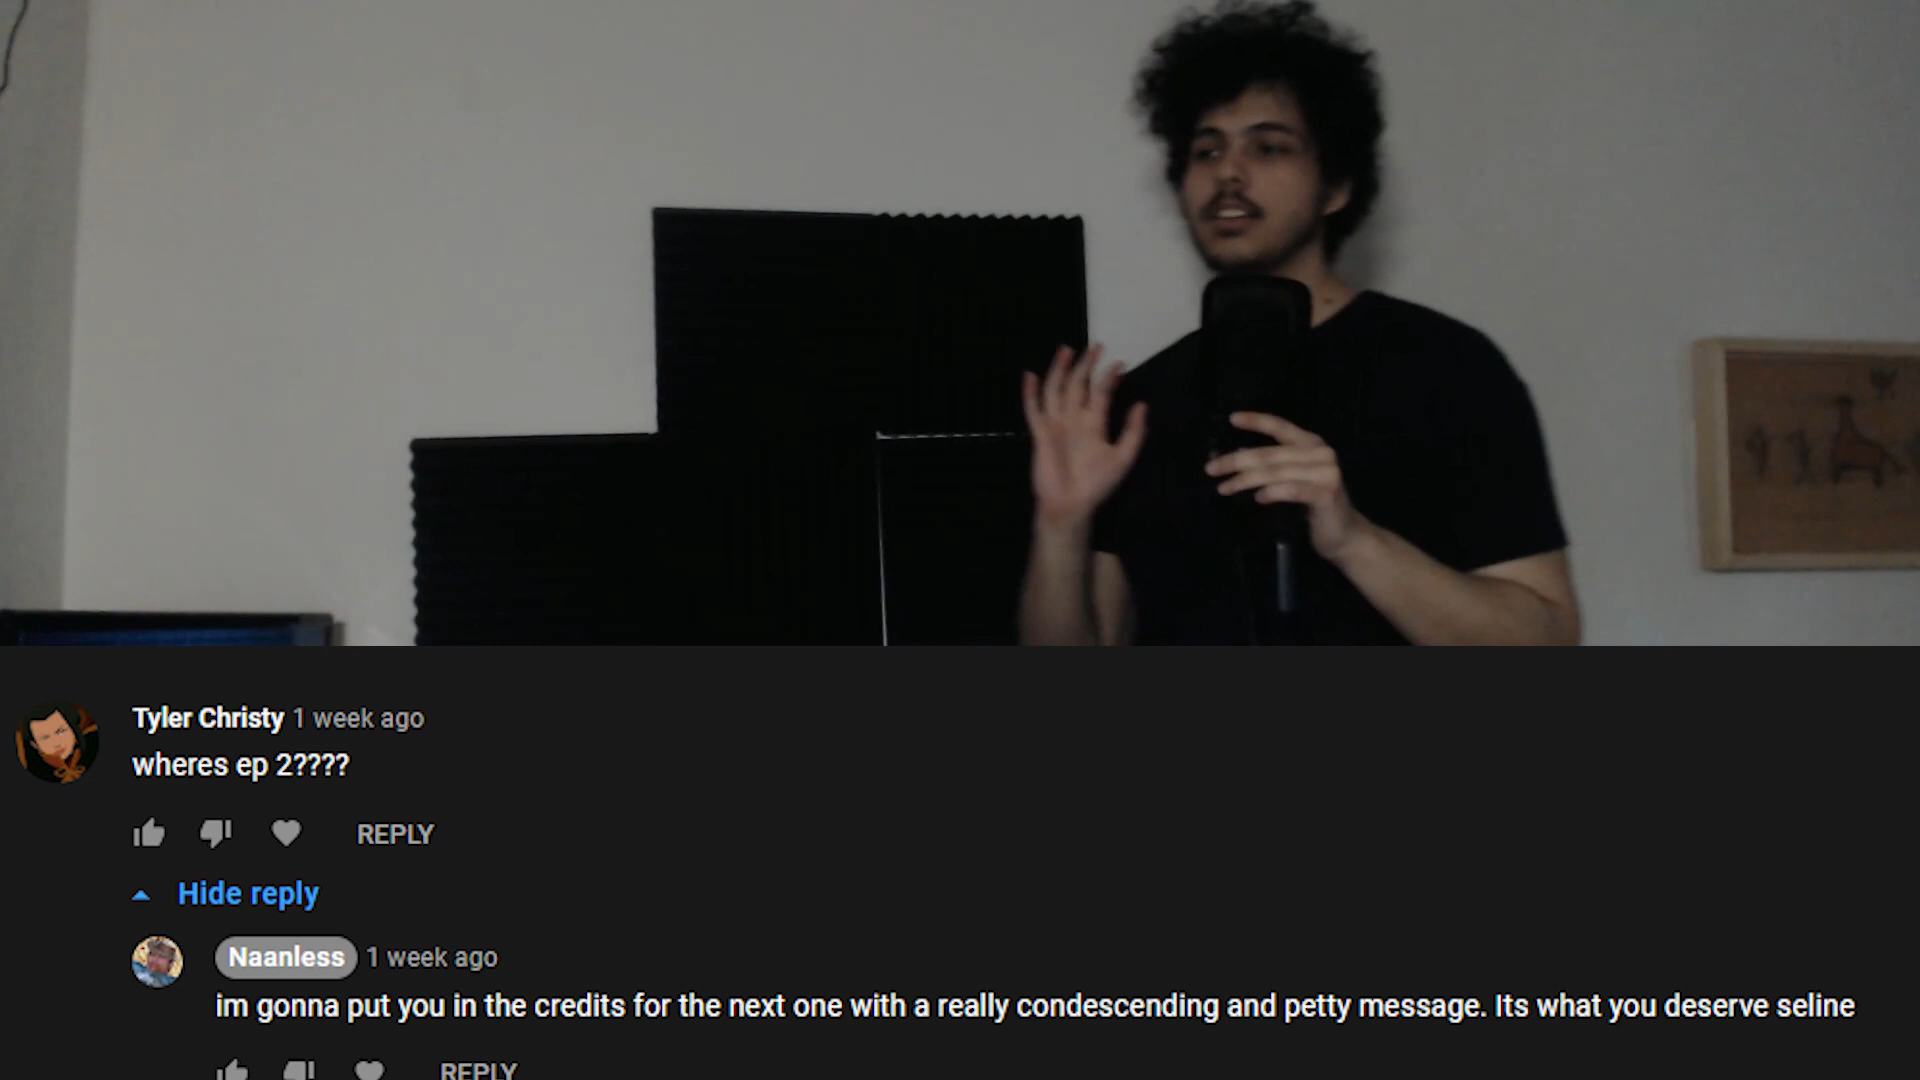 Tyler Christy 1 week ago
wheres ep 2????
REPLY
Hide reply
Naanless 1 week ago
im gonna put you in the credits for the next one with a really condescending and petty message. Its what you deserve seline
REPLY